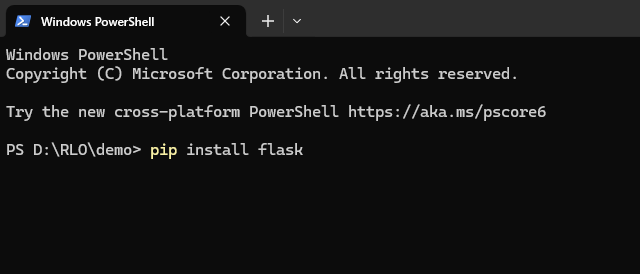 Windows PowerShell
Windows PowerShell
Copyright (C) Microsoft Corporation. All rights reserved.
Try the new cross-platform PowerShell https://aka.ms/pscore6
PS D:\RLO\demo> pip install flask